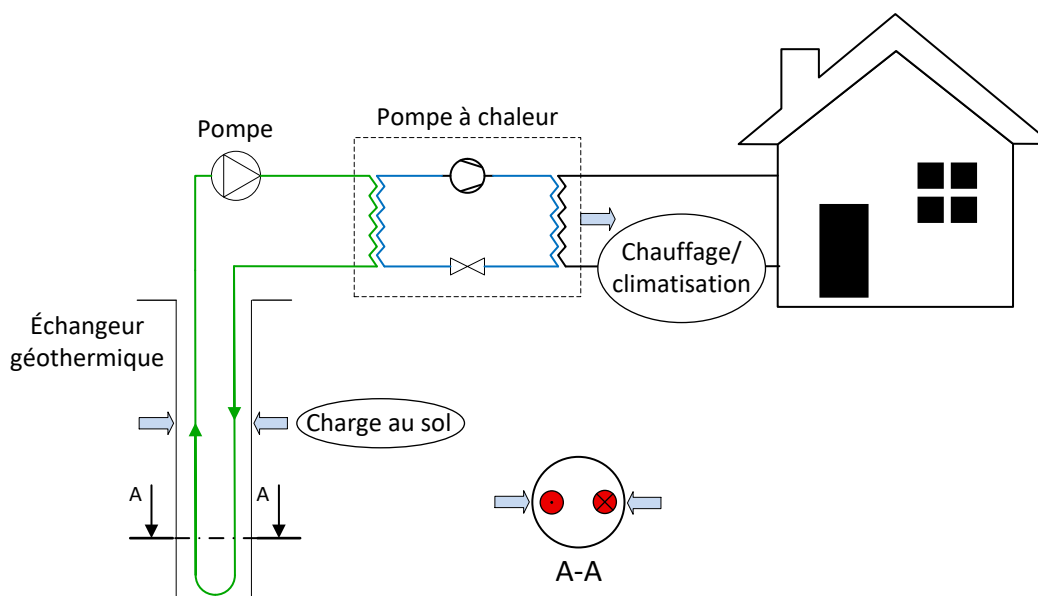 Pompe à chaleur
Pompe
Chauffage/
climatisation
Échangeur
géothermique
Charge au sol
A
A
A-A